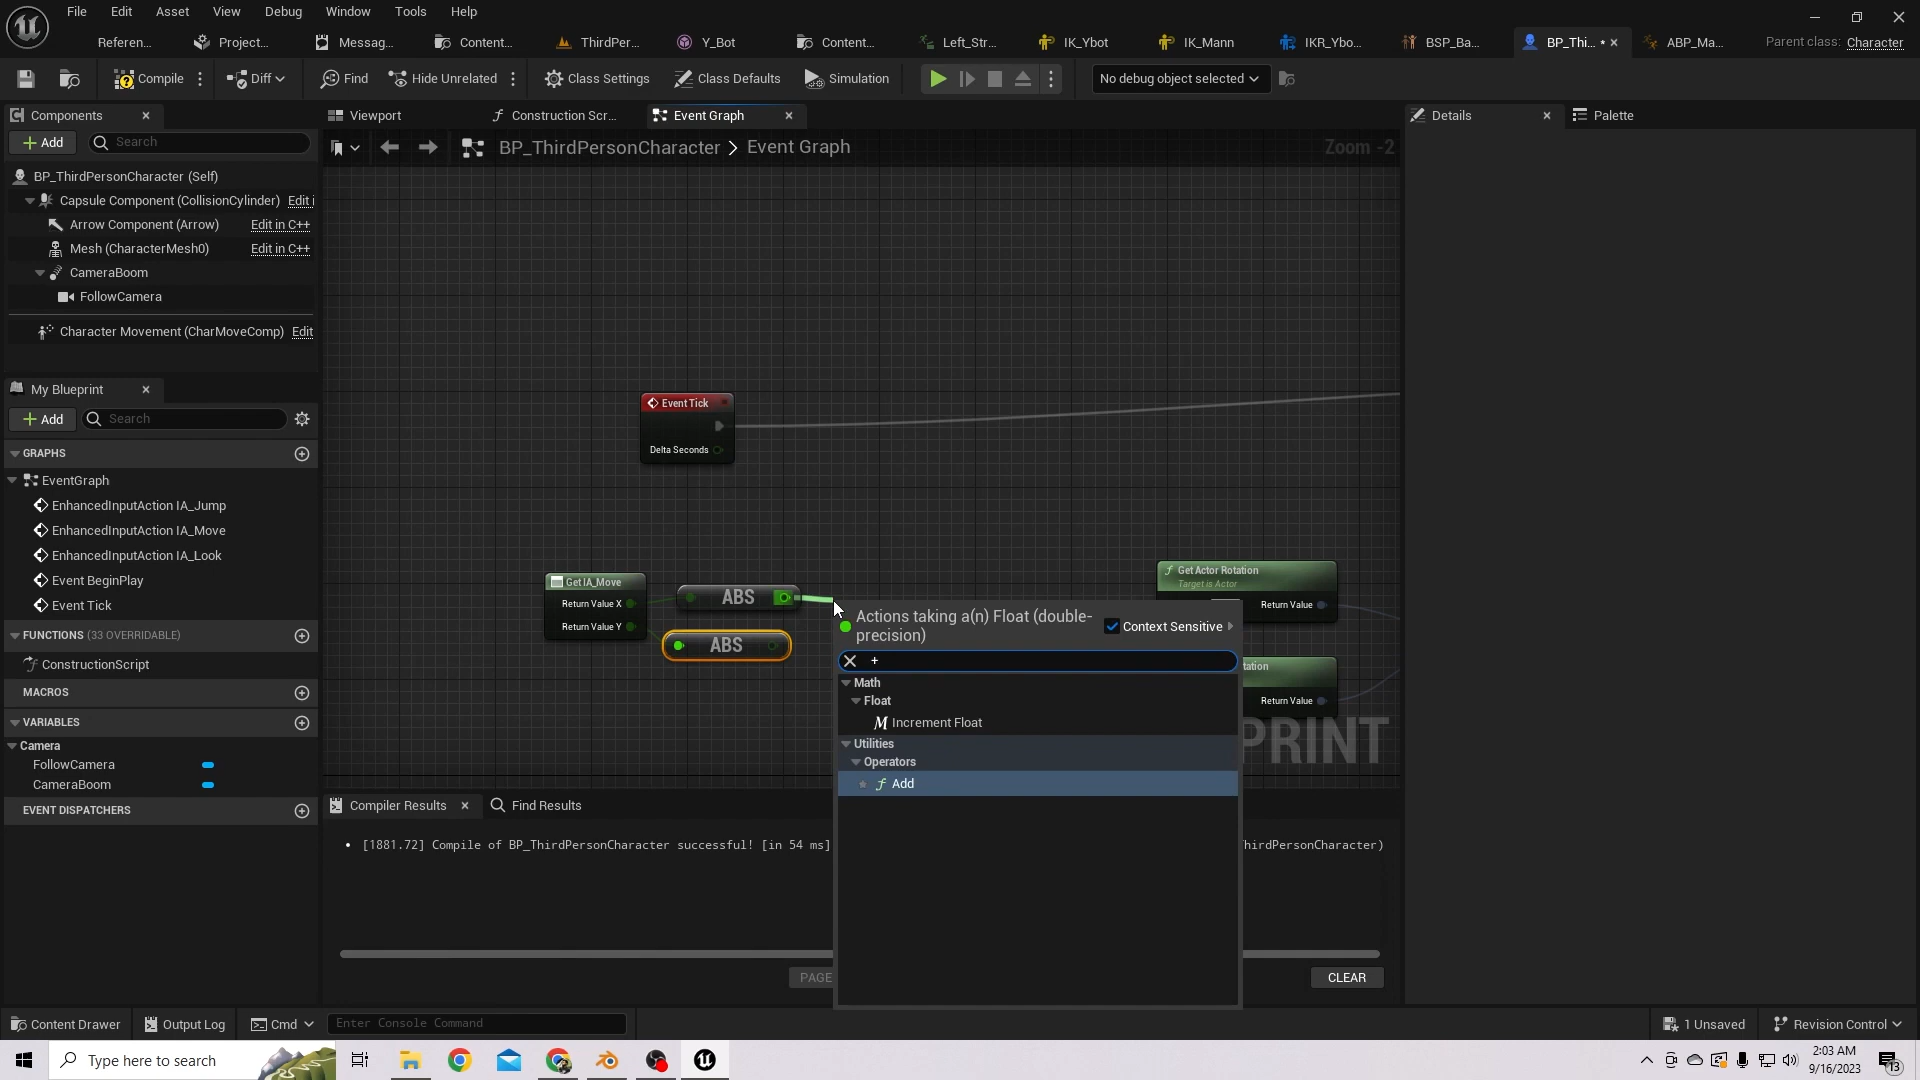 File Edit Asset View Debug Window Tools Help
Referen... Project... Messag... Content... ThirdPer... Y_Bot Content... Left_Str... IK_Ybot IK_Mann IKR_Ybo... BSP_Ba... BP_Thi... • ABP_Ma... Parent class: Character
Compile Diff Find Hide Unrelated Class Settings Class Defaults Simulation No debug object selected
Components Viewport Construction Scr... Event Graph Details Palette
Add Search
BP_ThirdPersonCharacter > Event Graph Zoom -2
BP_ThirdPersonCharacter (Self)
Capsule Component (CollisionCylinder) Edit i
Arrow Component (Arrow) Edit in C++
Mesh (CharacterMesh0) Edit in C++
CameraBoom
FollowCamera
Character Movement (CharMoveComp) Edit
My Blueprint
Add Search
GRAPHS
EventGraph
EnhancedInputAction IA_Jump
EnhancedInputAction IA_Move
EnhancedInputAction IA_Look
Event BeginPlay
Event Tick
FUNCTIONS (33 OVERRIDABLE)
ConstructionScript
MACROS
VARIABLES
Camera
FollowCamera
CameraBoom
EVENT DISPATCHERS
Event Tick
Delta Seconds
Get IA_Move
Return Value X
Return Value Y
ABS
ABS
Get Actor Rotation
Target is Actor
Return Value
tation
Return Value
PRINT
Actions taking a(n) Float (double-
precision)
Context Sensitive
+
Math
Float
Increment Float
Utilities
Operators
Add
Compiler Results Find Results
• [1881.72] Compile of BP_ThirdPersonCharacter successful! [in 54 ms] hirdPersonCharacter)
PAGE CLEAR
Content Drawer Output Log Cmd Enter Console Command 1 Unsaved Revision Control
Type here to search
2:03 AM
9/16/2023
13